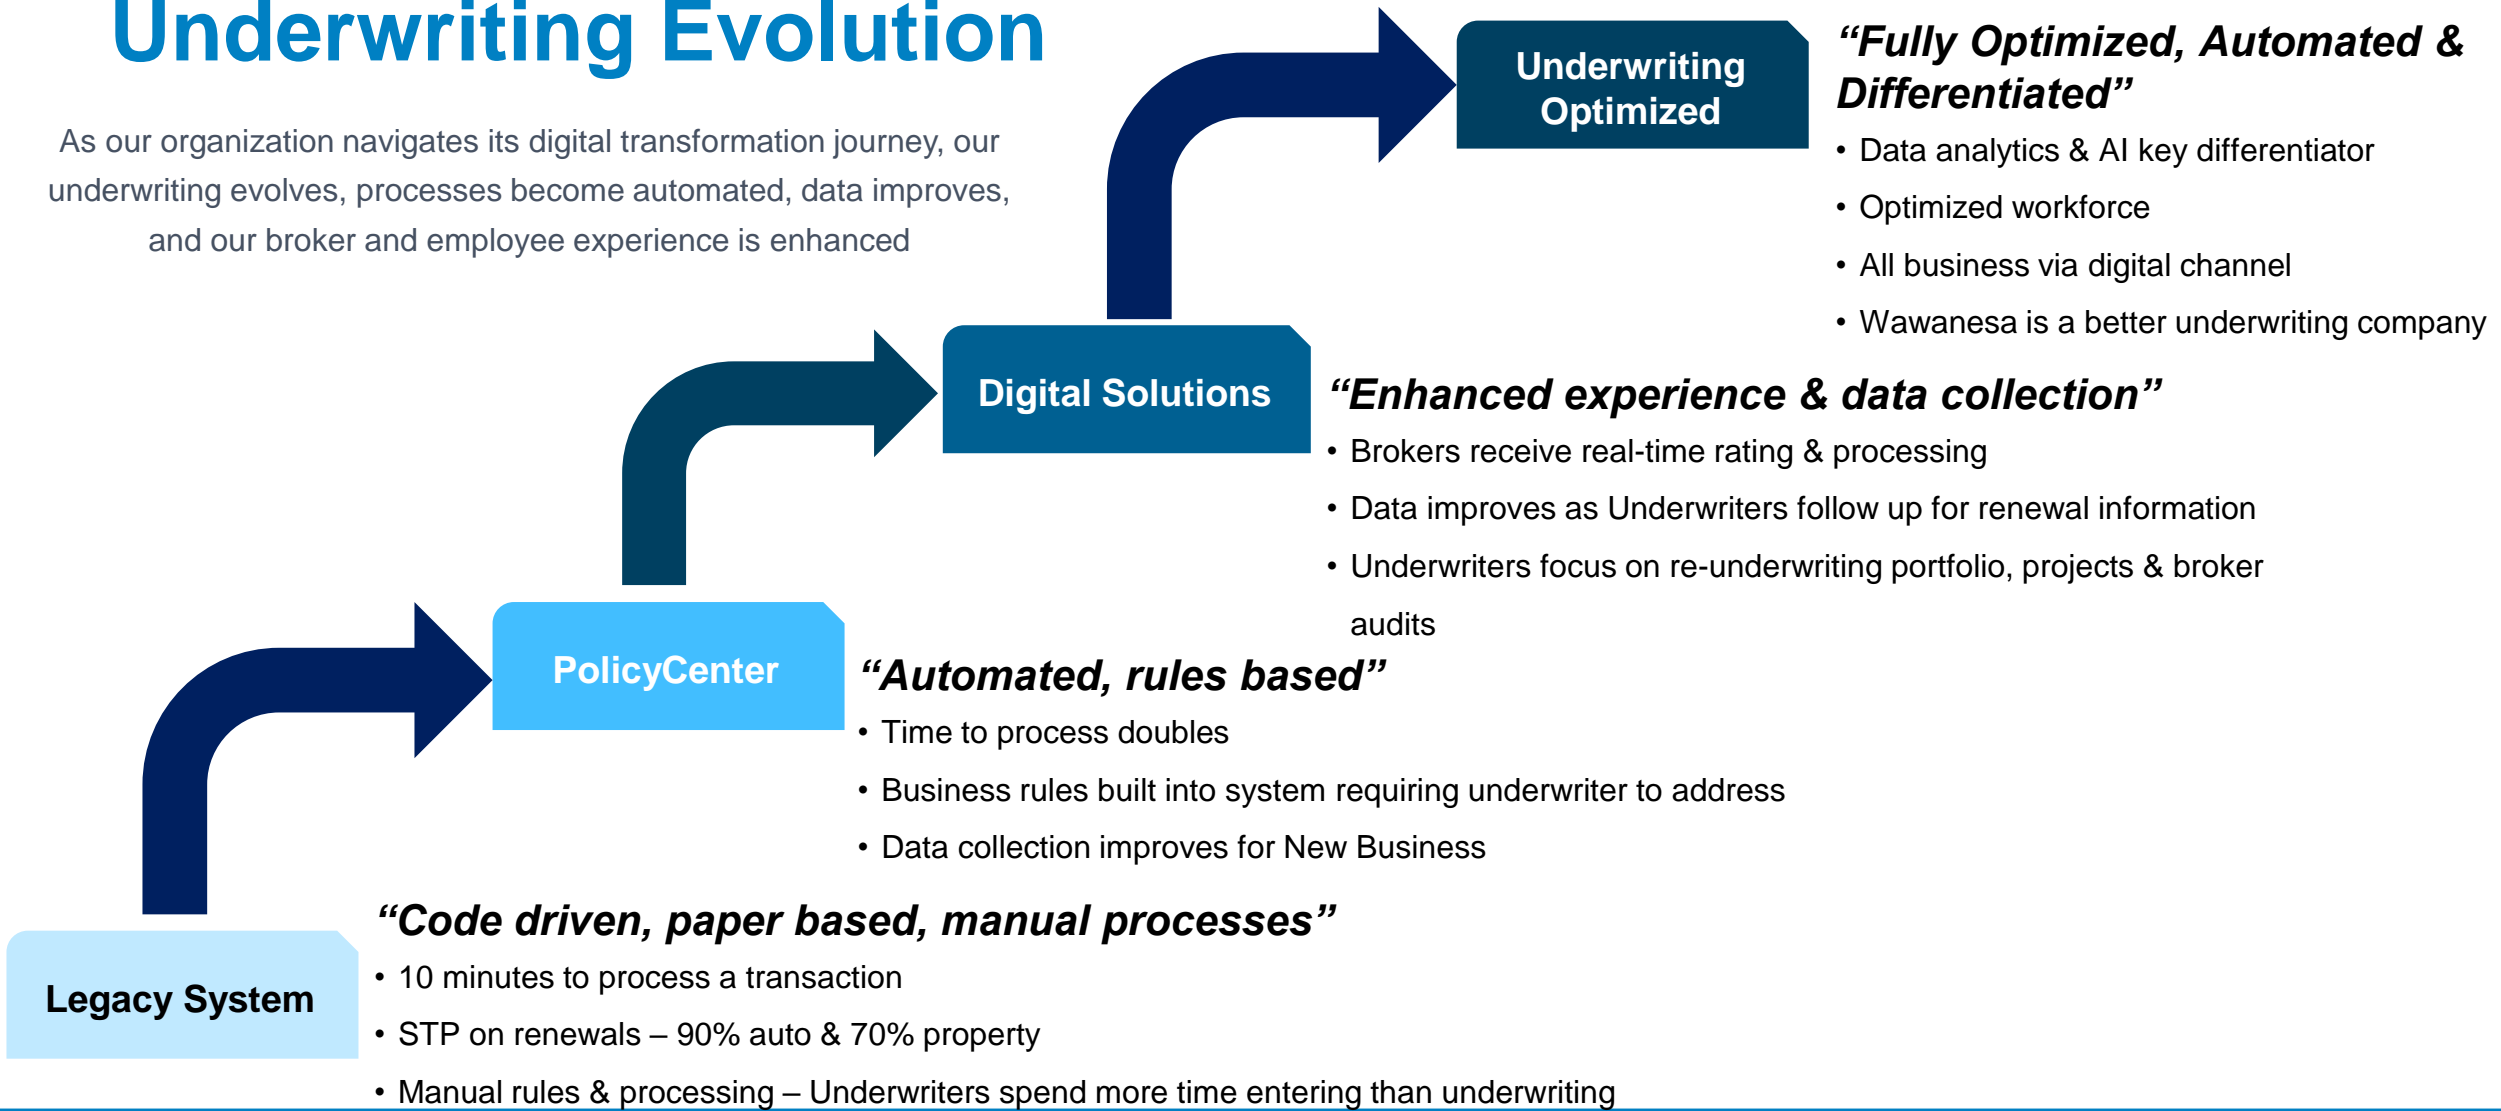 Underwriting Evolution
As our organization navigates its digital transformation journey, our
underwriting evolves, processes become automated, data improves,
and our broker and employee experience is enhanced
Underwriting
Optimized
“Fully Optimized, Automated &
Differentiated”
• Data analytics & AI key differentiator
• Optimized workforce
• All business via digital channel
• Wawanesa is a better underwriting company
Digital Solutions
“Enhanced experience & data collection”
• Brokers receive real-time rating & processing
• Data improves as Underwriters follow up for renewal information
• Underwriters focus on re-underwriting portfolio, projects & broker
audits
PolicyCenter
“Automated, rules based”
• Time to process doubles
• Business rules built into system requiring underwriter to address
• Data collection improves for New Business
Legacy System
“Code driven, paper based, manual processes”
• 10 minutes to process a transaction
• STP on renewals – 90% auto & 70% property
• Manual rules & processing – Underwriters spend more time entering than underwriting